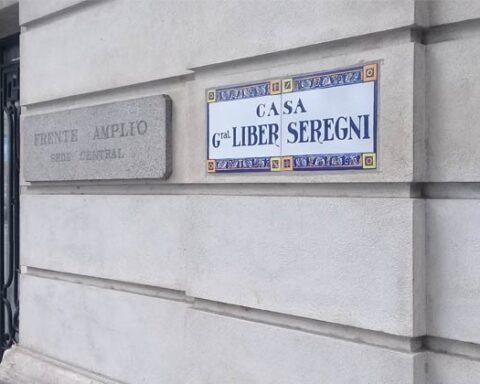 FRENTE AMPLIO
SEDE CENTRAL
CASA
Gral. LIBER SEREGNI